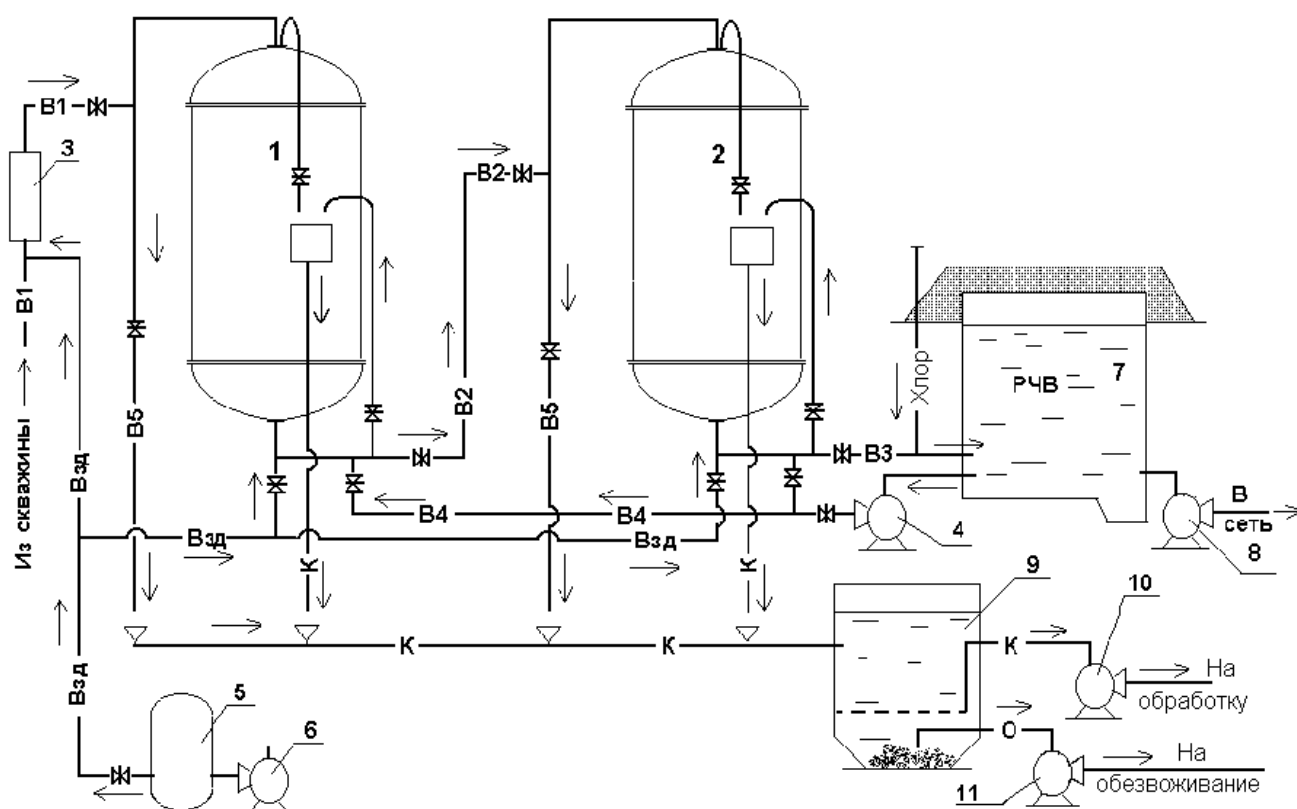 В1
3
1
2
В2
В1
Взд
Из скважины
В5
В2
В5
Хлор
РЧВ
7
В3
В4
В4
4
В
сеть
8
Взд
Взд
К
К
9
10
К
К
К
На
обработку
О
На
обезвоживание
11
Взд
5
6